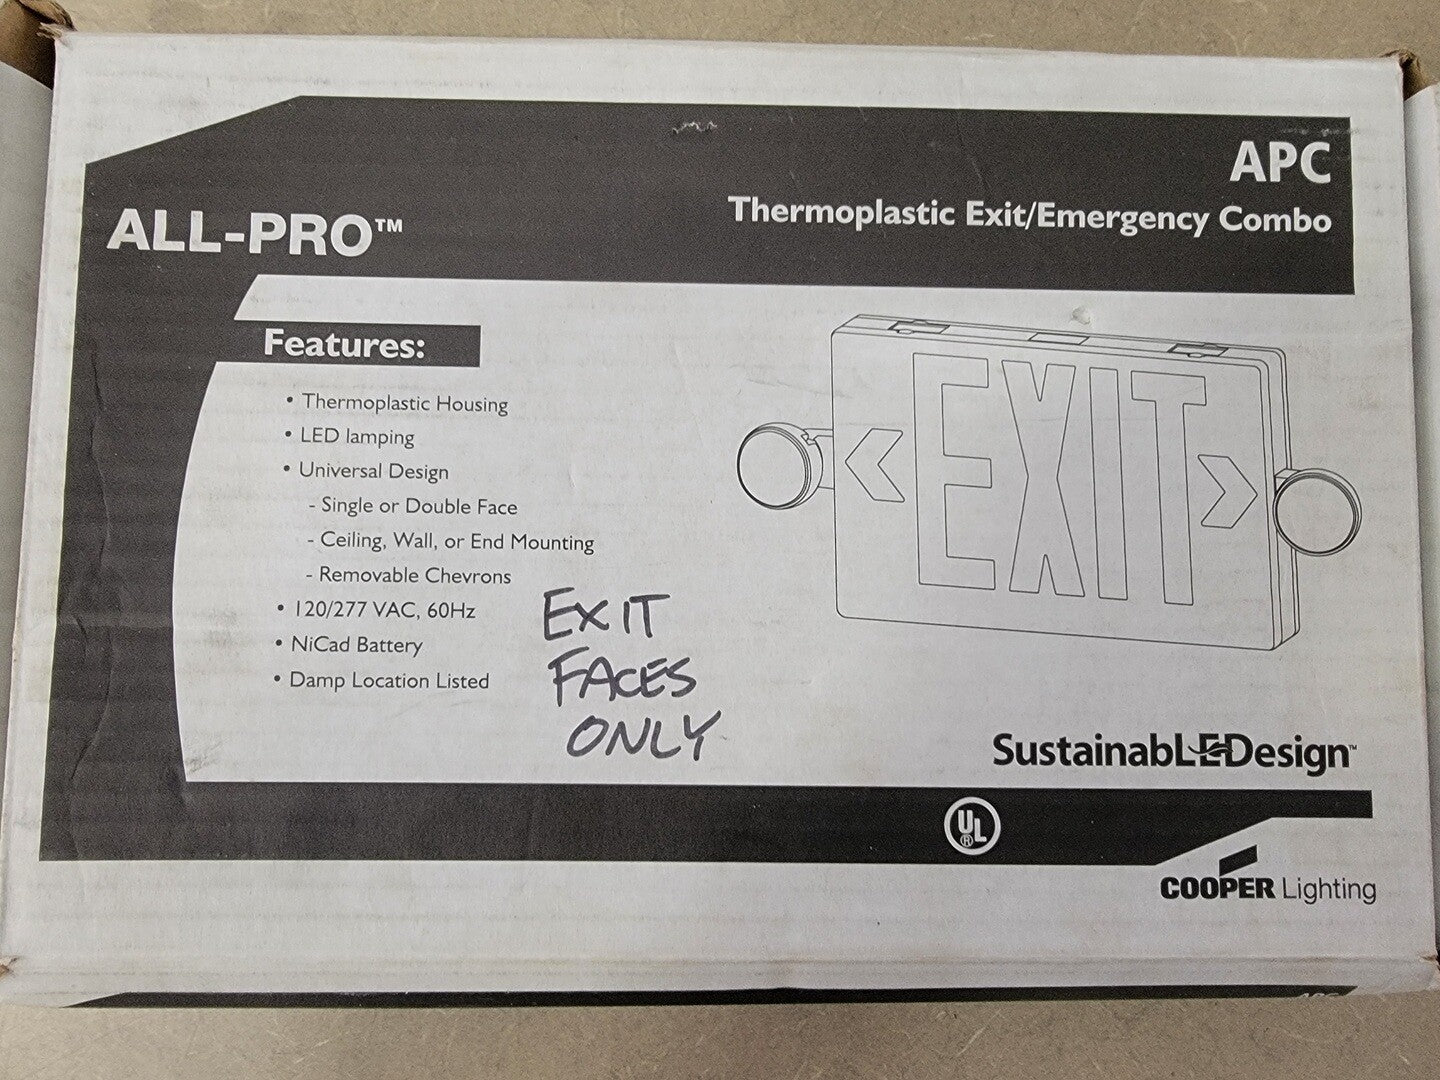 APC
Thermoplastic Exit/Emergency Combo
ALL-PRO™
Features:
• Thermoplastic Housing
• LED lamping
• Universal Design
- Single or Double Face
- Ceiling, Wall, or End Mounting
- Removable Chevrons
• 120/277 VAC, 60Hz
• NiCad Battery
• Damp Location Listed
EXIT
FACES
ONLY
EXIT
SustainabLEDesign™
UL
®
COOPER Lighting
APC